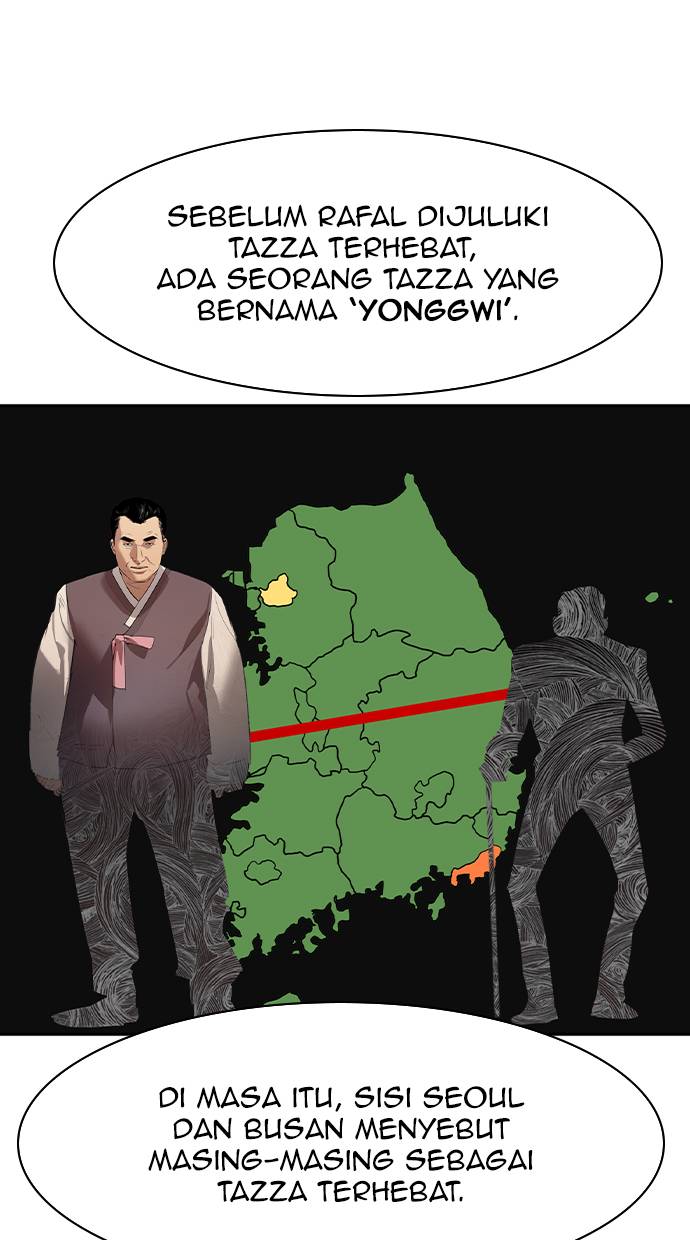 SEBELUM RAFAL DIJULUKI
TAZZA TERHEBAT,
ADA SEORANG TAZZA YANG
BERNAMA ‘YONGGWI’.
DI MASA ITU, SISI SEOUL
DAN BUSAN MENYEBUT
MASING-MASING SEBAGAI
TAZZA TERHEBAT.